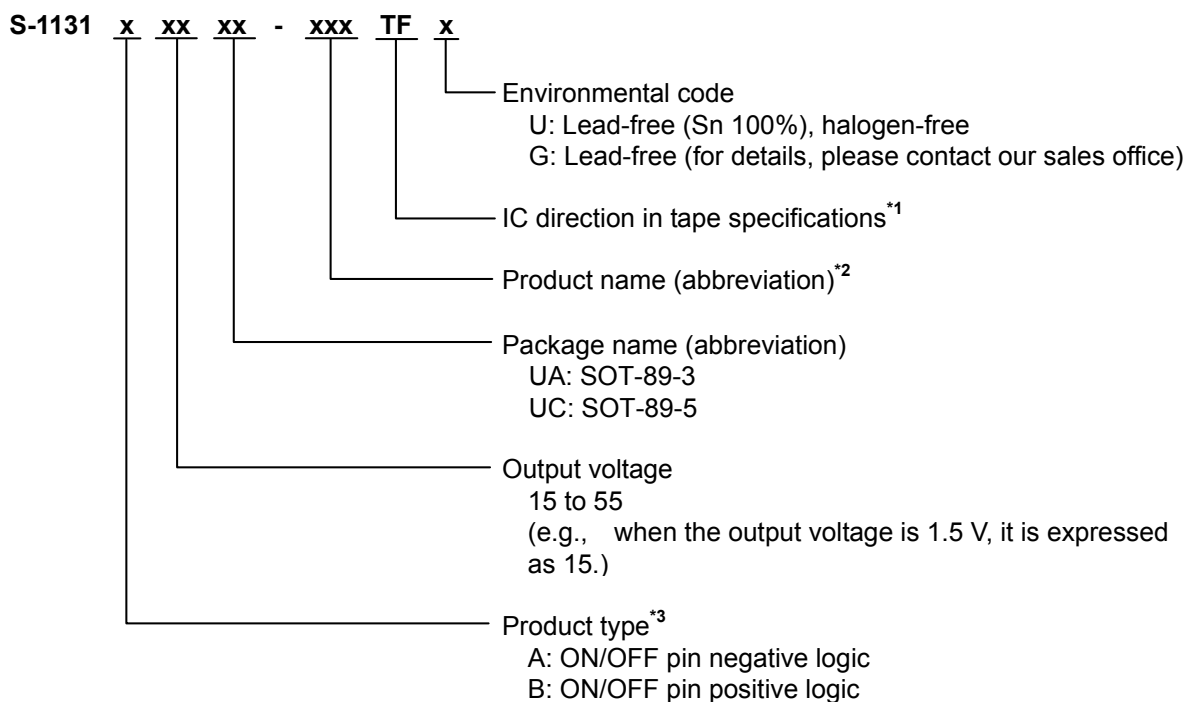 S-1131 x xx xx - xxx TF x
Environmental code
U: Lead-free (Sn 100%), halogen-free
G: Lead-free (for details, please contact our sales office)
IC direction in tape specifications*1
Product name (abbreviation)*2
Package name (abbreviation)
UA: SOT-89-3
UC: SOT-89-5
Output voltage
15 to 55
(e.g., when the output voltage is 1.5 V, it is expressed
as 15.)
Product type*3
A: ON/OFF pin negative logic
B: ON/OFF pin positive logic